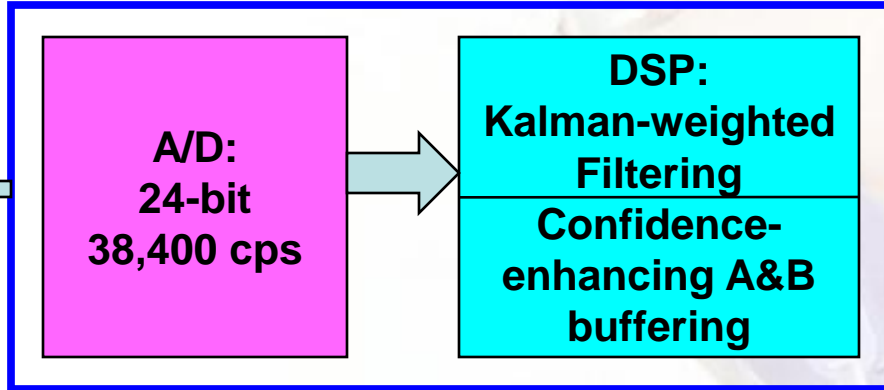 A/D:
24-bit
38,400 cps
DSP:
Kalman-weighted
Filtering
Confidence-
enhancing A&B
buffering